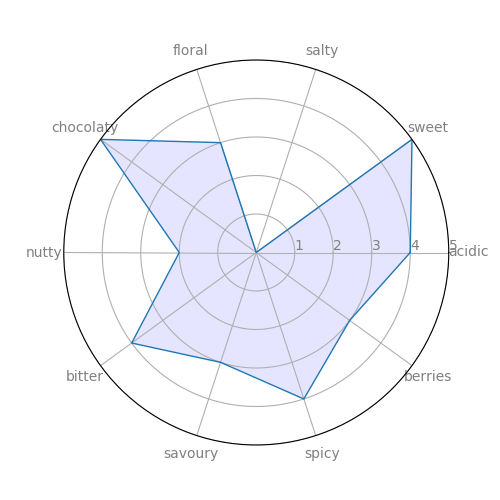 floral
salty
chocolaty
sweet
nutty
1
2
3
4
5
acidic
bitter
berries
savoury
spicy